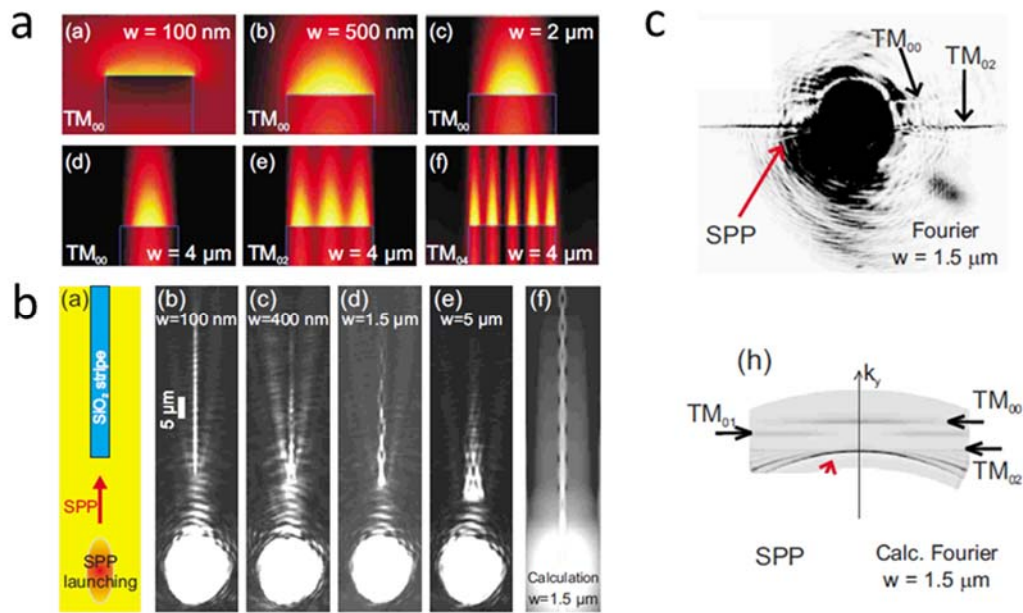 a
(a) w = 100 nm
TM00
(b) w = 500 nm
TM00
(c) w = 2 µm
TM00
(d)
TM00 w = 4 µm
(e)
TM02 w = 4 µm
(f)
TM04 w = 4 µm
b
(a)
SiO2 stripe
SPP
SPP
launching
(b)
w=100 nm
5 µm
(c)
w=400 nm
(d)
w=1.5 µm
(e)
w=5 µm
(f)
Calculation
w=1.5 µm
c
TM00
TM02
SPP
Fourier
w = 1.5 µm
(h)
ky
TM00
TM01
TM02
SPP
Calc. Fourier
w = 1.5 µm